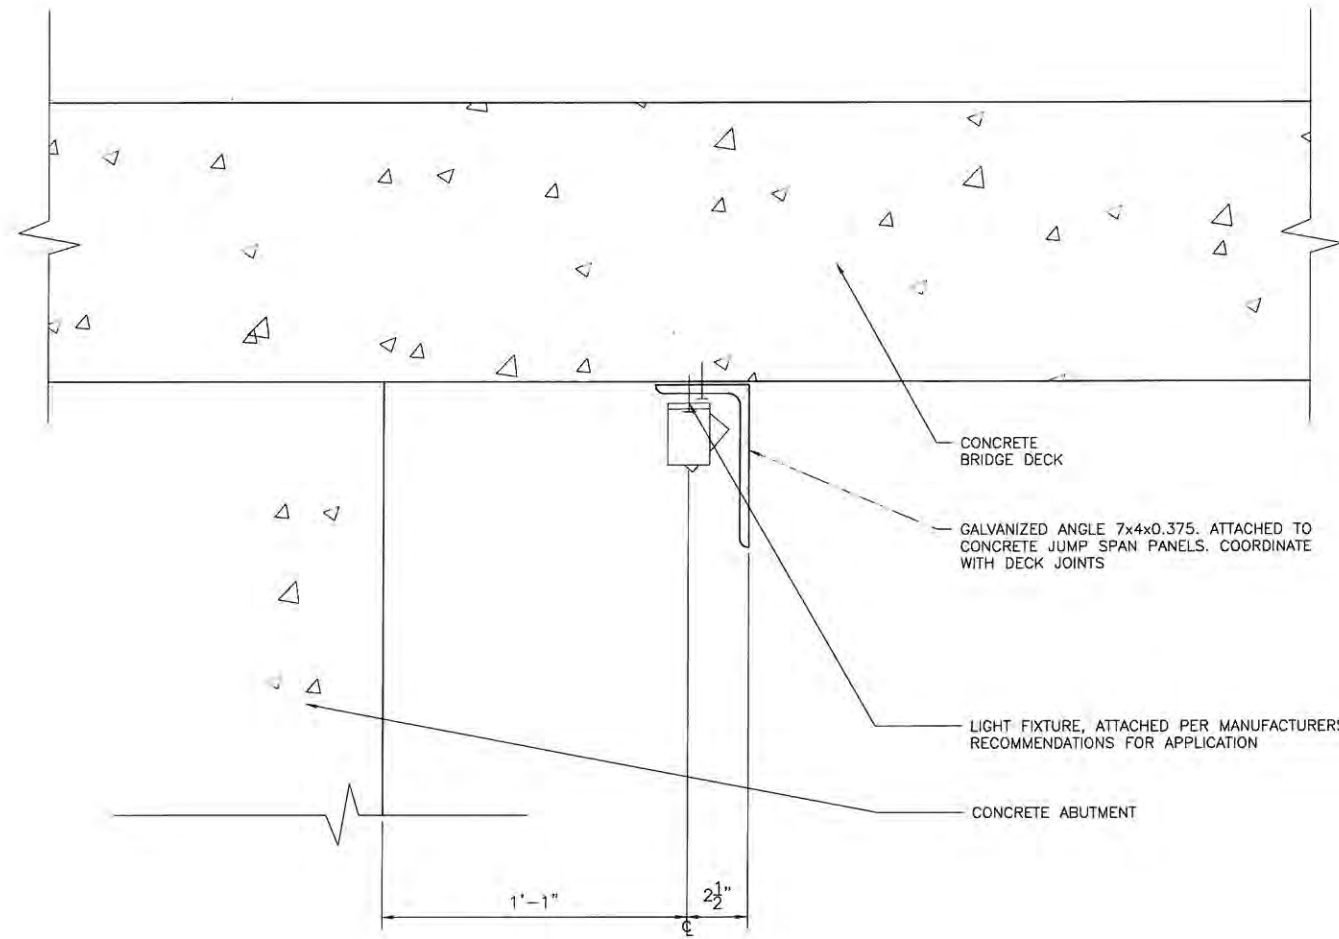 CONCRETE
BRIDGE DECK
GALVANIZED ANGLE 7x4x0.375. ATTACHED TO
CONCRETE JUMP SPAN PANELS. COORDINATE
WITH DECK JOINTS
LIGHT FIXTURE, ATTACHED PER MANUFACTURERS
RECOMMENDATIONS FOR APPLICATION
CONCRETE ABUTMENT
1'-1" 2½"
℄